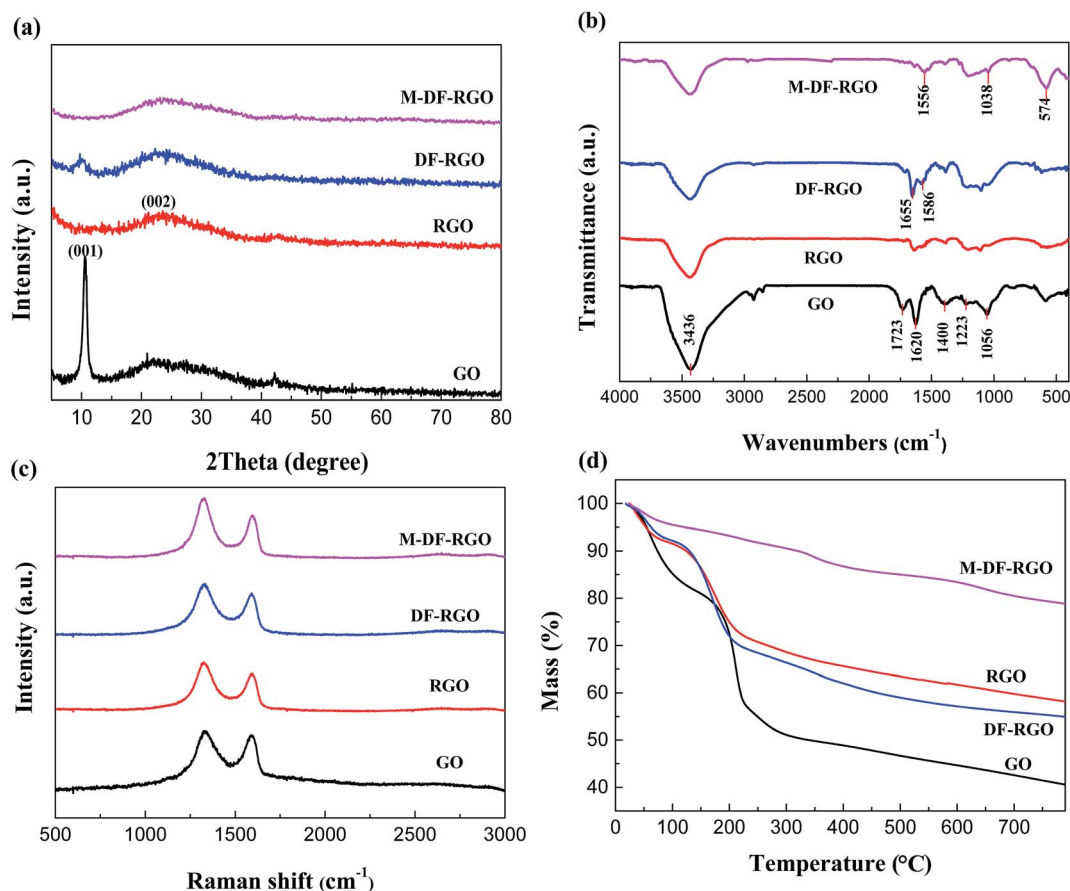 (a)
M-DF-RGO
DF-RGO
(002)
RGO
(001)
GO
10 20 30 40 50 60 70 80
2Theta (degree)
Intensity (a.u.)
(b)
M-DF-RGO
1556
1038
574
DF-RGO
1655
1586
RGO
GO
3436
1723
1620
1400
1223
1056
4000 3500 3000 2500 2000 1500 1000 500
Wavenumbers (cm⁻¹)
Transmittance (a.u.)
(c)
M-DF-RGO
DF-RGO
RGO
GO
500 1000 1500 2000 2500 3000
Raman shift (cm⁻¹)
Intensity (a.u.)
(d)
100
90
80
70
60
50
40
M-DF-RGO
RGO
DF-RGO
GO
0 100 200 300 400 500 600 700
Temperature (°C)
Mass (%)